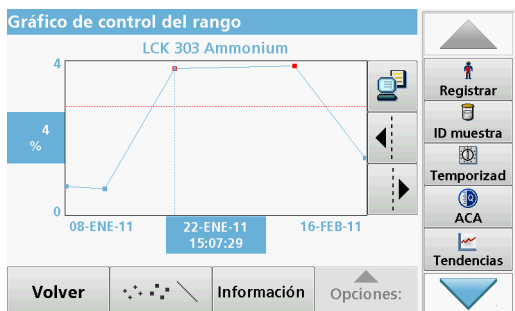 Gráfico de control del rango
LCK 303 Ammonium
4
4
%
0
08-ENE-11
22-ENE-11
15:07:29
16-FEB-11
Registrar
ID muestra
Temporizad
ACA
Tendencias
Volver
Información
Opciones: